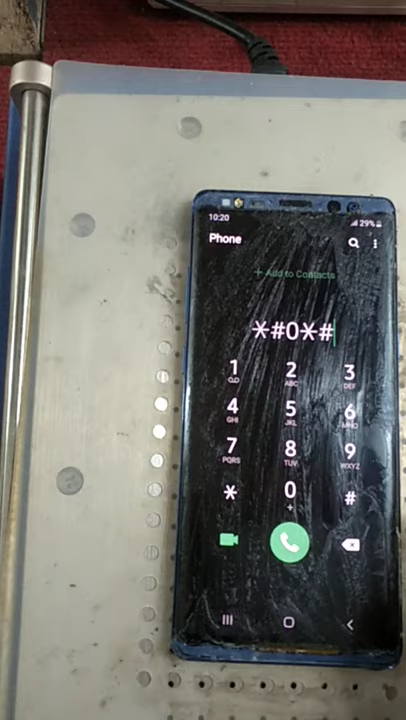 10:20 29%
Phone
+ Add to Contacts
*#0*#
1 2 3
ABC DEF
4 5 6
GHI JKL MNO
7 8 9
PQRS TUV WXYZ
* 0 #
+